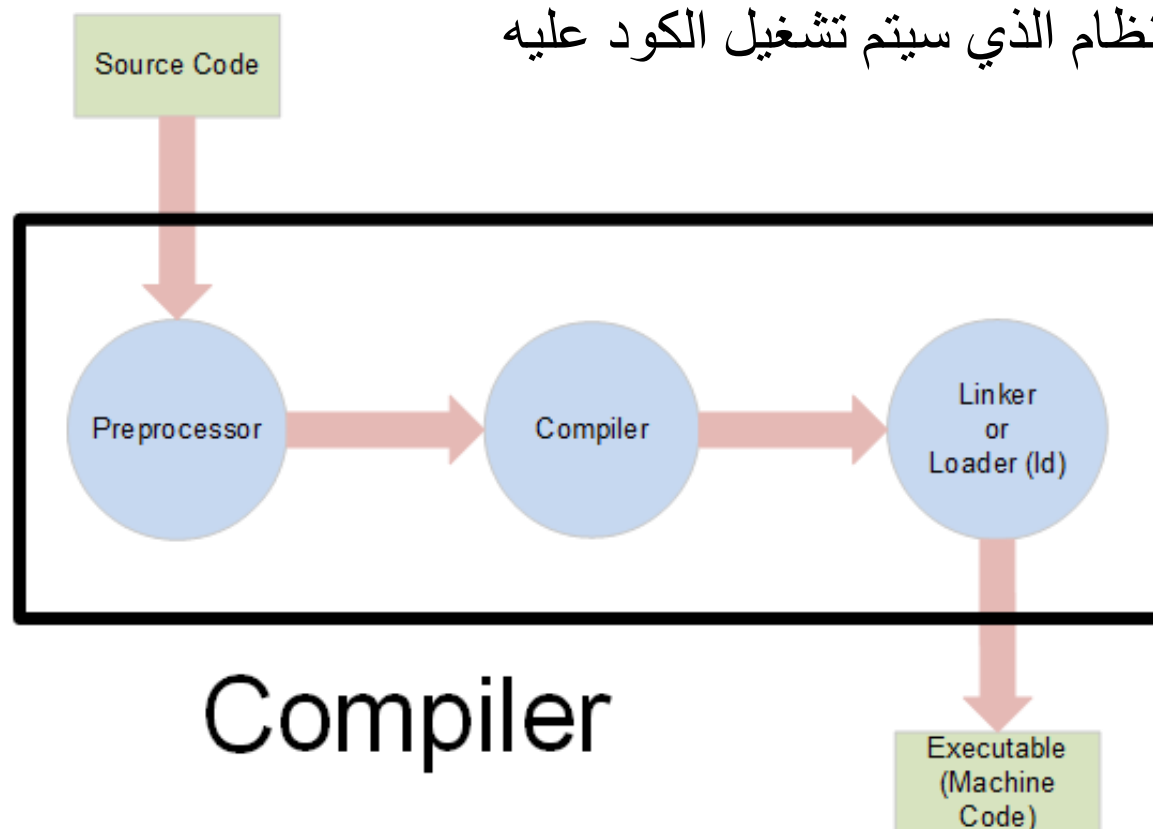 نظام الذي سيتم تشغيل الكود عليه
Source Code
Preprocessor
Compiler
Linker
or
Loader (ld)
Compiler
Executable
(Machine
Code)